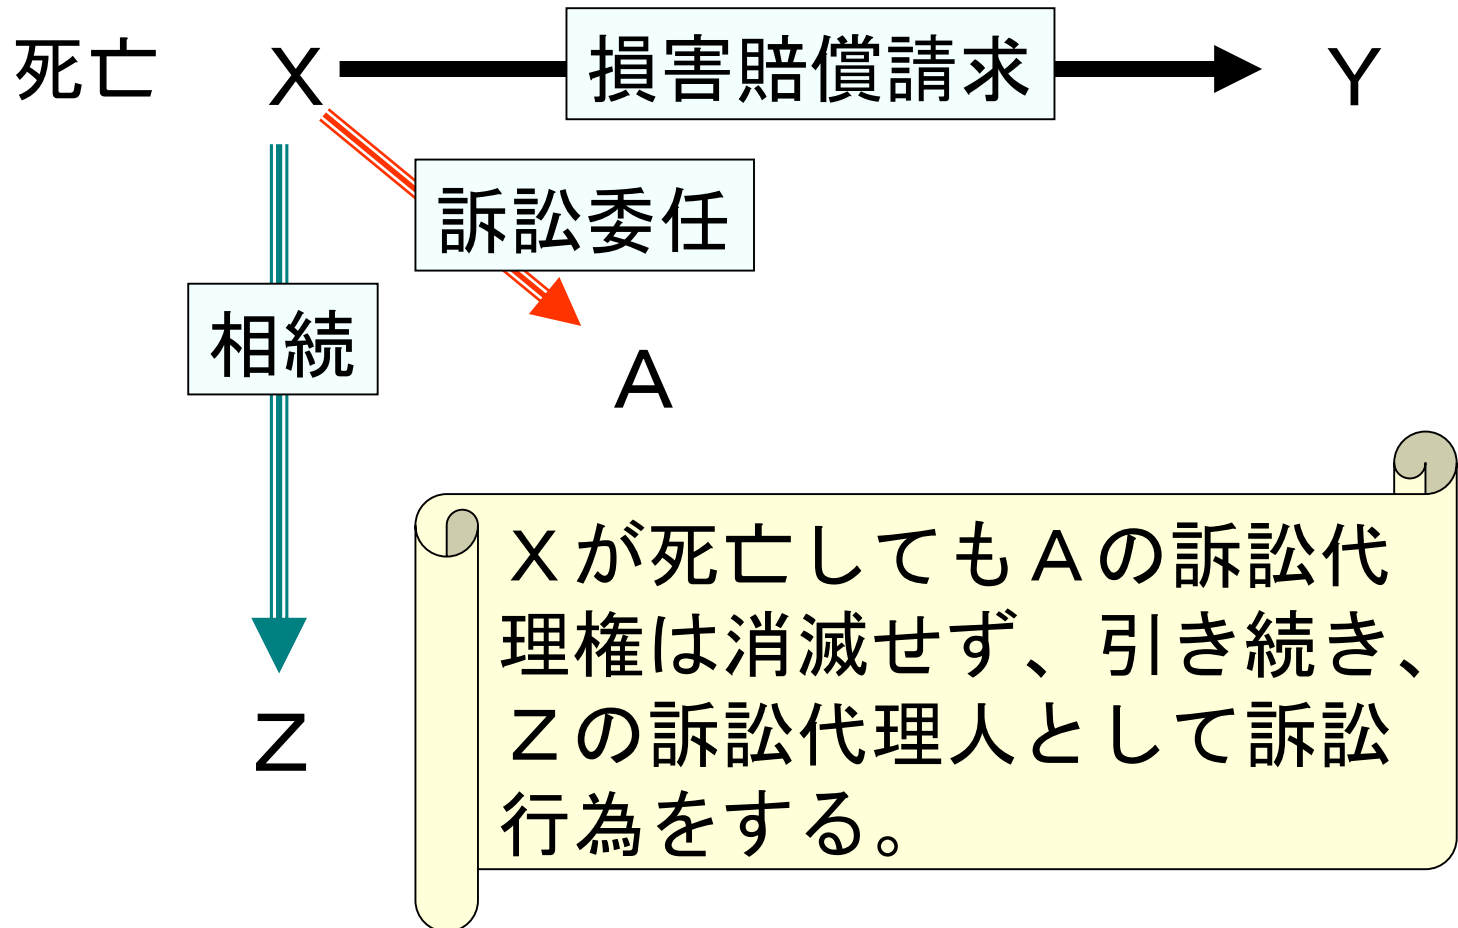 死亡 X 損害賠償請求 Y
訴訟委任
相続
A
Xが死亡してもAの訴訟代
理権は消滅せず、引き続き、
Zの訴訟代理人として訴訟
行為をする。
Z